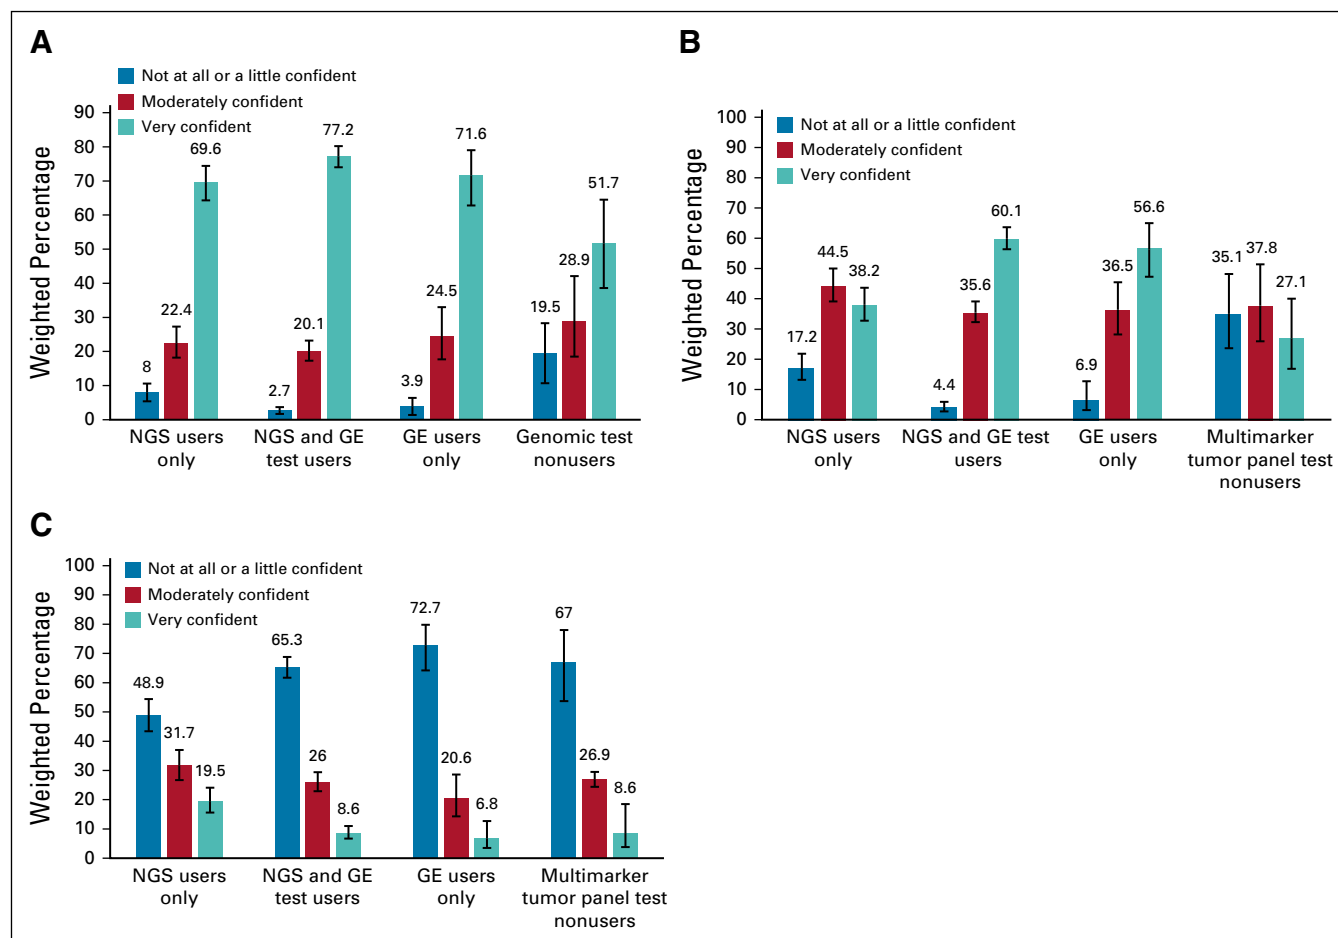 A
Not at all or a little confident
Moderately confident
Very confident
Weighted Percentage
90
80
70
60
50
40
30
20
10
0
8
22.4
69.6
2.7
20.1
77.2
3.9
24.5
71.6
19.5
28.9
51.7
NGS users
only
NGS and GE
test users
GE users
only
Genomic test
nonusers
B
Not at all or a little confident
Moderately confident
Very confident
Weighted Percentage
100
90
80
70
60
50
40
30
20
10
0
17.2
44.5
38.2
4.4
35.6
60.1
6.9
36.5
56.6
35.1
37.8
27.1
NGS users
only
NGS and GE test
users
GE users
only
Multimarker
tumor panel test
nonusers
C
Not at all or a little confident
Moderately confident
Very confident
Weighted Percentage
100
90
80
70
60
50
40
30
20
10
0
48.9
31.7
19.5
65.3
26
8.6
72.7
20.6
6.8
67
26.9
8.6
NGS users
only
NGS and GE
test users
GE users
only
Multimarker
tumor panel test
nonusers